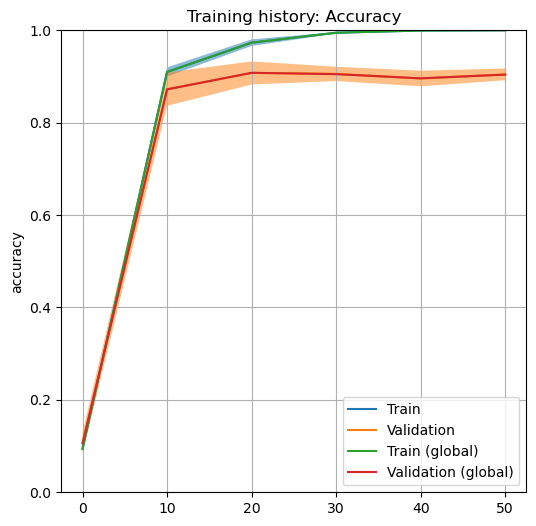 Training history: Accuracy
1.0
0.8
0.6
0.4
0.2
0.0
accuracy
0
10
20
30
40
50
Train
Validation
Train (global)
Validation (global)